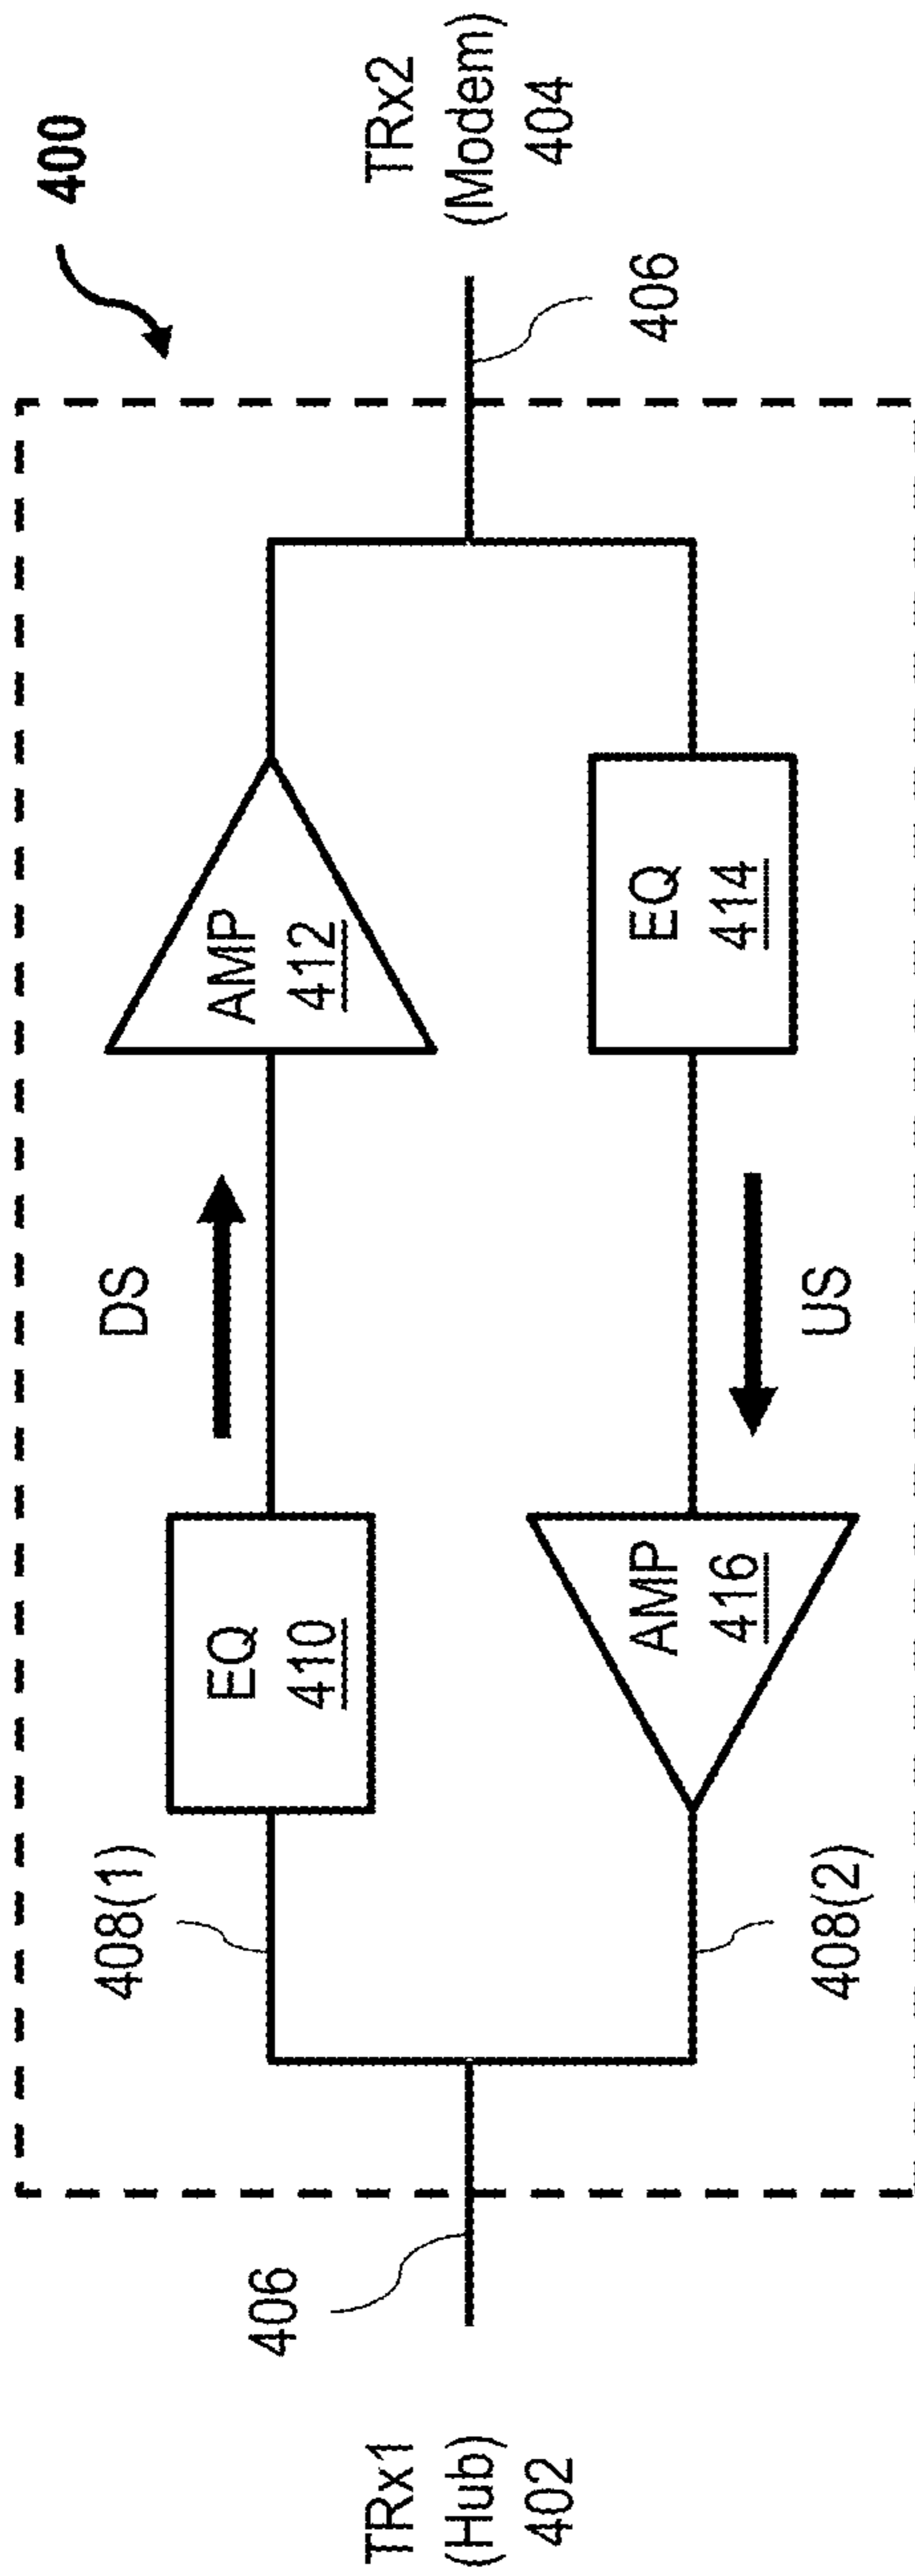 400
TRx1
(Hub)
402
406
408(1)
EQ
410
DS
AMP
412
406
TRx2
(Modem)
404
408(2)
AMP
416
US
EQ
414